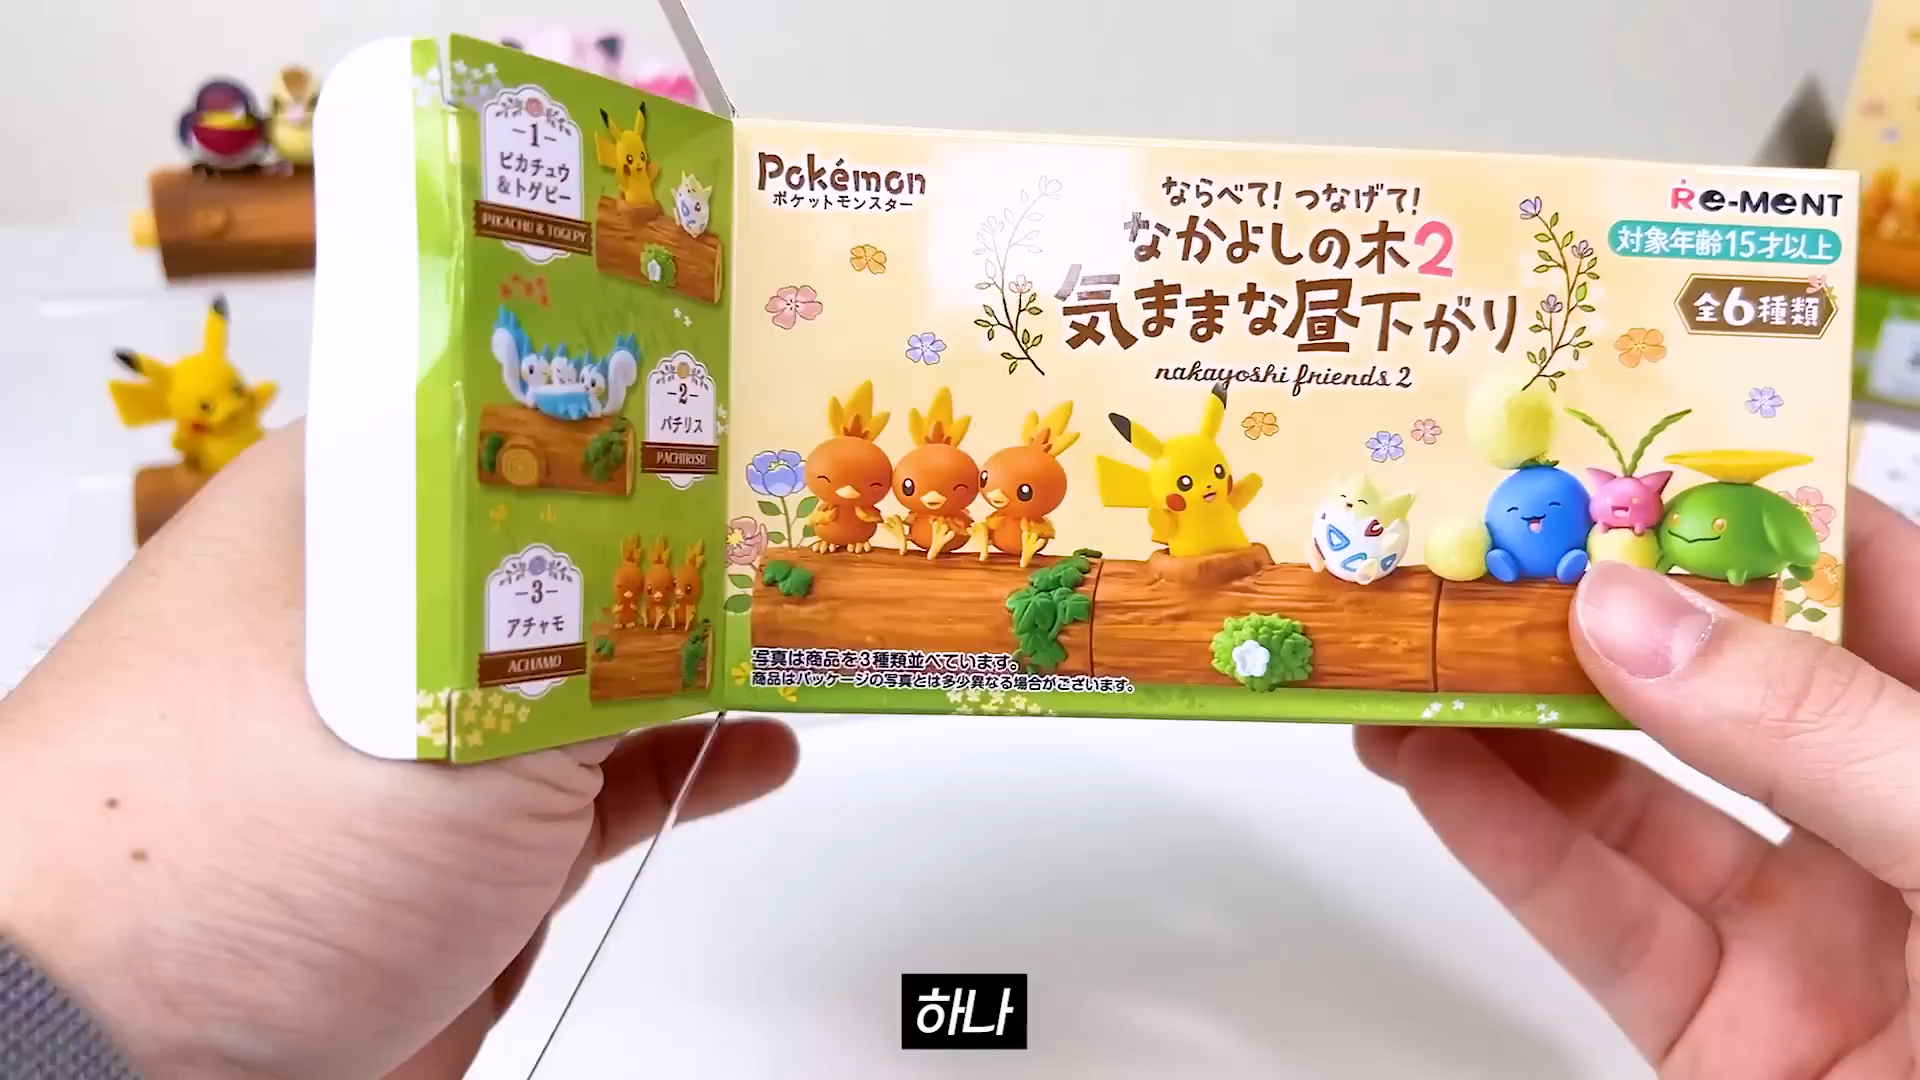 -1-
ピカチュウ
&トゲピー
PIKACHU & TOGEPY
-2-
パチリス
PACHIRISU
-3-
アチャモ
ACHAMO
Pokémon
ポケットモンスター
ならべて! つなげて!
なかよしの木2
気ままな昼下がり
nakayoshi friends 2
Re-MeNT
対象年齢15才以上
全6種類
写真は商品を3種類並べています。
商品はパッケージの写真とは多少異なる場合がございます。
하나